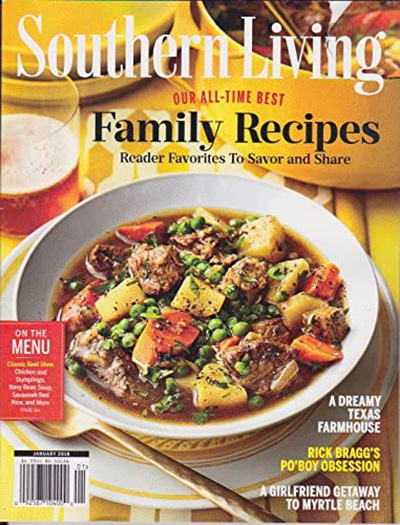 Southern Living
OUR ALL-TIME BEST
Family Recipes
Reader Favorites To Savor and Share
ON THE
MENU
Classic Beef Stew,
Chicken and
Dumplings,
Navy Bean Soup,
Savannah Red
Rice, and More
PAGE
A DREAMY
TEXAS
FARMHOUSE
RICK BRAGG'S
PO'BOY OBSESSION
A GIRLFRIEND GETAWAY
TO MYRTLE BEACH
JANUARY 2018
01